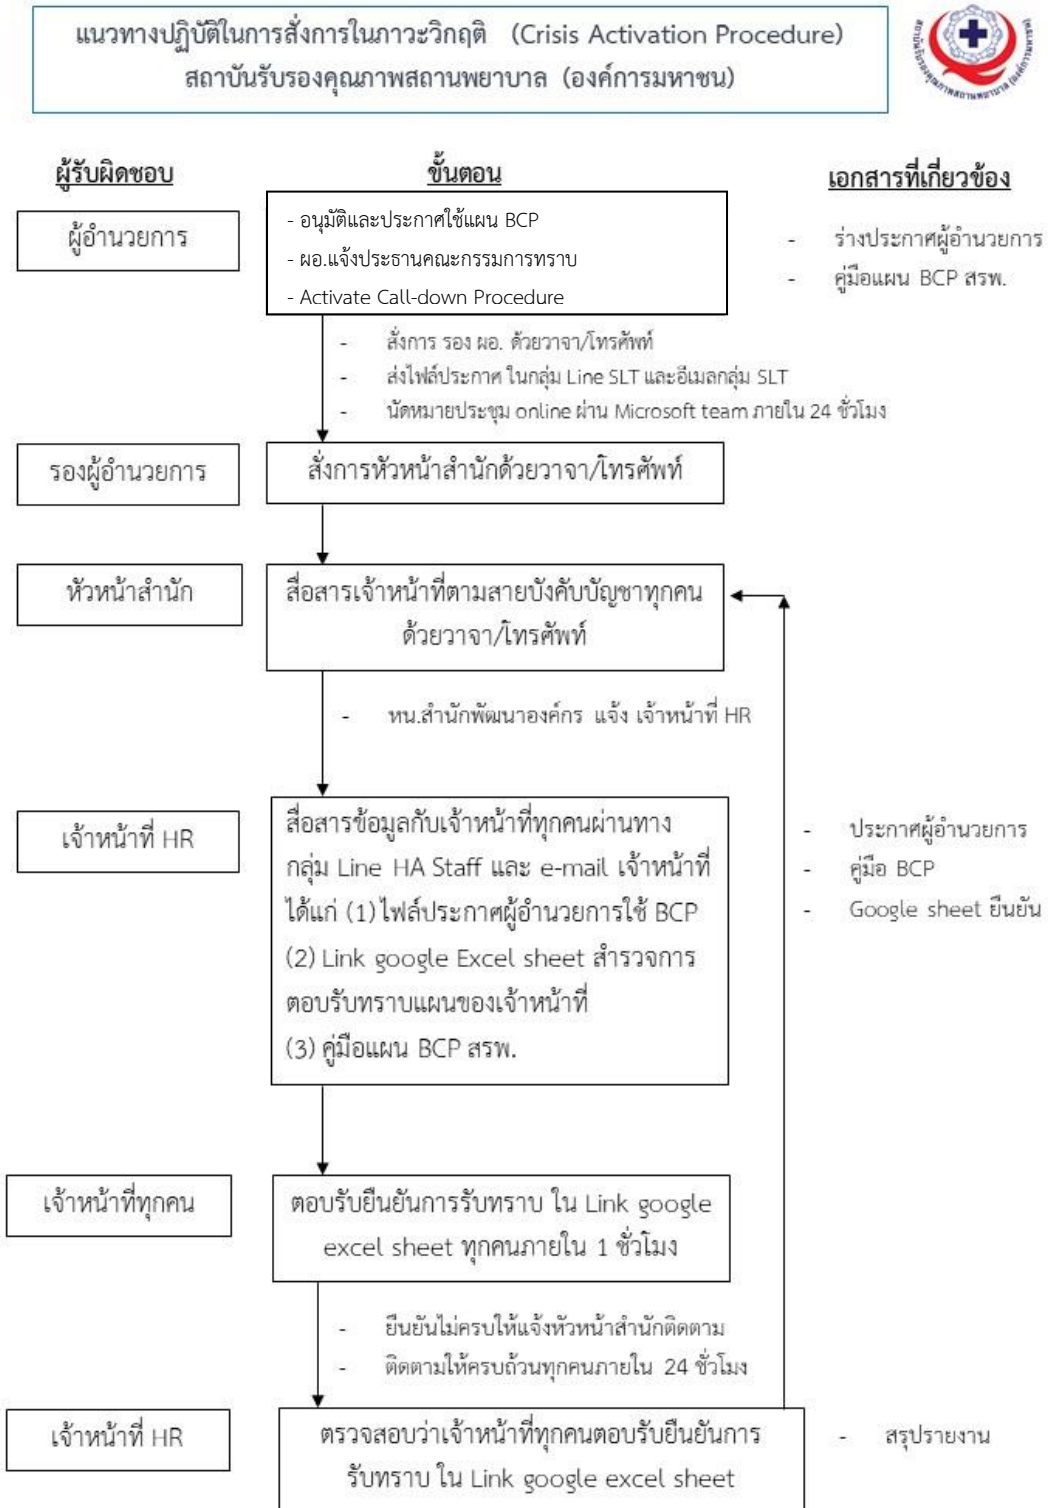 แนวทางปฏิบัติในการสั่งการในภาวะวิกฤติ (Crisis Activation Procedure)
สถาบันรับรองคุณภาพสถานพยาบาล (องค์การมหาชน)
สถาบันรับรองคุณภาพสถานพยาบาล (องค์การมหาชน)
ผู้รับผิดชอบ
ขั้นตอน
เอกสารที่เกี่ยวข้อง
ผู้อำนวยการ
- อนุมัติและประกาศใช้แผน BCP
- ผอ.แจ้งประธานคณะกรรมการทราบ
- Activate Call-down Procedure
- ร่างประกาศผู้อำนวยการ
- คู่มือแผน BCP สรพ.
- สั่งการ รอง ผอ. ด้วยวาจา/โทรศัพท์
- ส่งไฟล์ประกาศ ในกลุ่ม Line SLT และอีเมลกลุ่ม SLT
- นัดหมายประชุม online ผ่าน Microsoft team ภายใน 24 ชั่วโมง
รองผู้อำนวยการ
สั่งการหัวหน้าสำนักด้วยวาจา/โทรศัพท์
หัวหน้าสำนัก
สื่อสารเจ้าหน้าที่ตามสายบังคับบัญชาทุกคน
ด้วยวาจา/โทรศัพท์
- หน.สำนักพัฒนาองค์กร แจ้ง เจ้าหน้าที่ HR
เจ้าหน้าที่ HR
สื่อสารข้อมูลกับเจ้าหน้าที่ทุกคนผ่านทาง
กลุ่ม Line HA Staff และ e-mail เจ้าหน้าที่
ได้แก่ (1) ไฟล์ประกาศผู้อำนวยการใช้ BCP
(2) Link google Excel sheet สำรวจการ
ตอบรับทราบแผนของเจ้าหน้าที่
(3) คู่มือแผน BCP สรพ.
- ประกาศผู้อำนวยการ
- คู่มือ BCP
- Google sheet ยืนยัน
เจ้าหน้าที่ทุกคน
ตอบรับยืนยันการรับทราบ ใน Link google
excel sheet ทุกคนภายใน 1 ชั่วโมง
- ยืนยันไม่ครบให้แจ้งหัวหน้าสำนักติดตาม
- ติดตามให้ครบถ้วนทุกคนภายใน 24 ชั่วโมง
เจ้าหน้าที่ HR
ตรวจสอบว่าเจ้าหน้าที่ทุกคนตอบรับยืนยันการ
รับทราบ ใน Link google excel sheet
- สรุปรายงาน